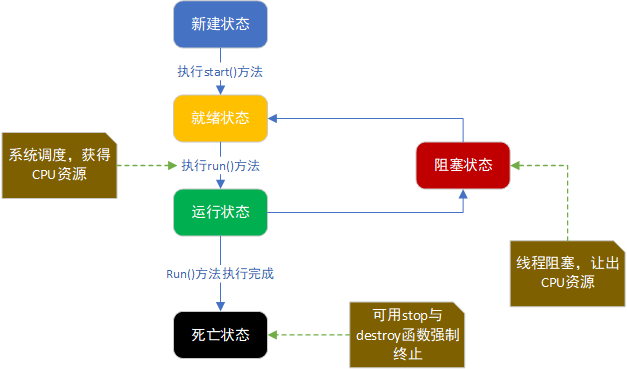 新建状态
执行start()方法
就绪状态
系统调度，获得
CPU资源
执行run()方法
阻塞状态
运行状态
线程阻塞，让出
CPU资源
Run()方法执行完成
死亡状态
可用stop与
destroy函数强制
终止